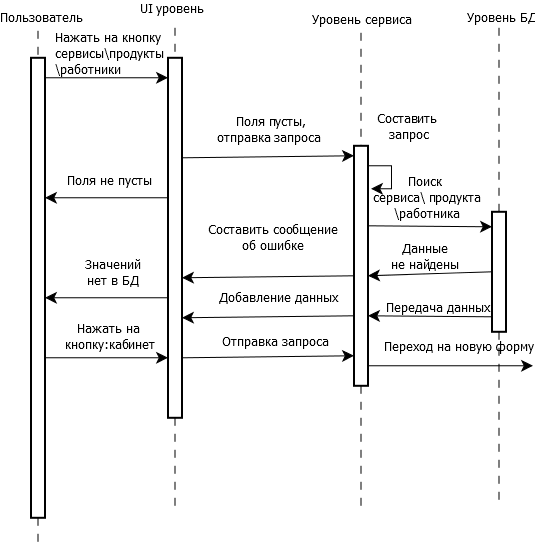 Пользователь
UI уровень
Уровень сервиса
Уровень БД
Нажать на кнопку
сервисы\продукты
\работники
Поля пусты,
отправка запроса
Составить
запрос
Поля не пусты
Поиск
сервиса\ продукта
\работника
Составить сообщение
об ошибке
Данные
не найдены
Значений
нет в БД
Добавление данных
Передача данных
Нажать на
кнопку:кабинет
Отправка запроса
Переход на новую форму